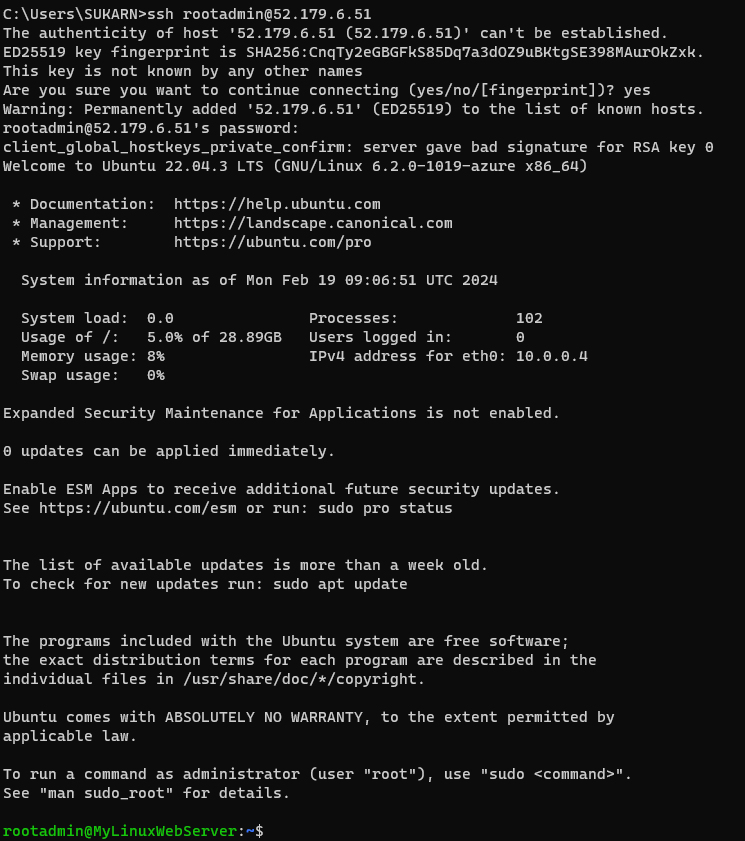 C:\Users\SUKARN>ssh rootadmin@52.179.6.51
The authenticity of host '52.179.6.51 (52.179.6.51)' can't be established.
ED25519 key fingerprint is SHA256:CnqTy2eGBGFkS85Dq7a3dOZ9uBKtgSE398MAurOkZxk.
This key is not known by any other names
Are you sure you want to continue connecting (yes/no/[fingerprint])? yes
Warning: Permanently added '52.179.6.51' (ED25519) to the list of known hosts.
rootadmin@52.179.6.51's password:
client_global_hostkeys_private_confirm: server gave bad signature for RSA key 0
Welcome to Ubuntu 22.04.3 LTS (GNU/Linux 6.2.0-1019-azure x86_64)

 * Documentation:  https://help.ubuntu.com
 * Management:     https://landscape.canonical.com
 * Support:        https://ubuntu.com/pro

  System information as of Mon Feb 19 09:06:51 UTC 2024

  System load:  0.0               Processes:             102
  Usage of /:   5.0% of 28.89GB   Users logged in:       0
  Memory usage: 8%                IPv4 address for eth0: 10.0.0.4
  Swap usage:   0%

Expanded Security Maintenance for Applications is not enabled.

0 updates can be applied immediately.

Enable ESM Apps to receive additional future security updates.
See https://ubuntu.com/esm or run: sudo pro status


The list of available updates is more than a week old.
To check for new updates run: sudo apt update


The programs included with the Ubuntu system are free software;
the exact distribution terms for each program are described in the
individual files in /usr/share/doc/*/copyright.

Ubuntu comes with ABSOLUTELY NO WARRANTY, to the extent permitted by
applicable law.

To run a command as administrator (user "root"), use "sudo <command>".
See "man sudo_root" for details.

rootadmin@MyLinuxWebServer:~$